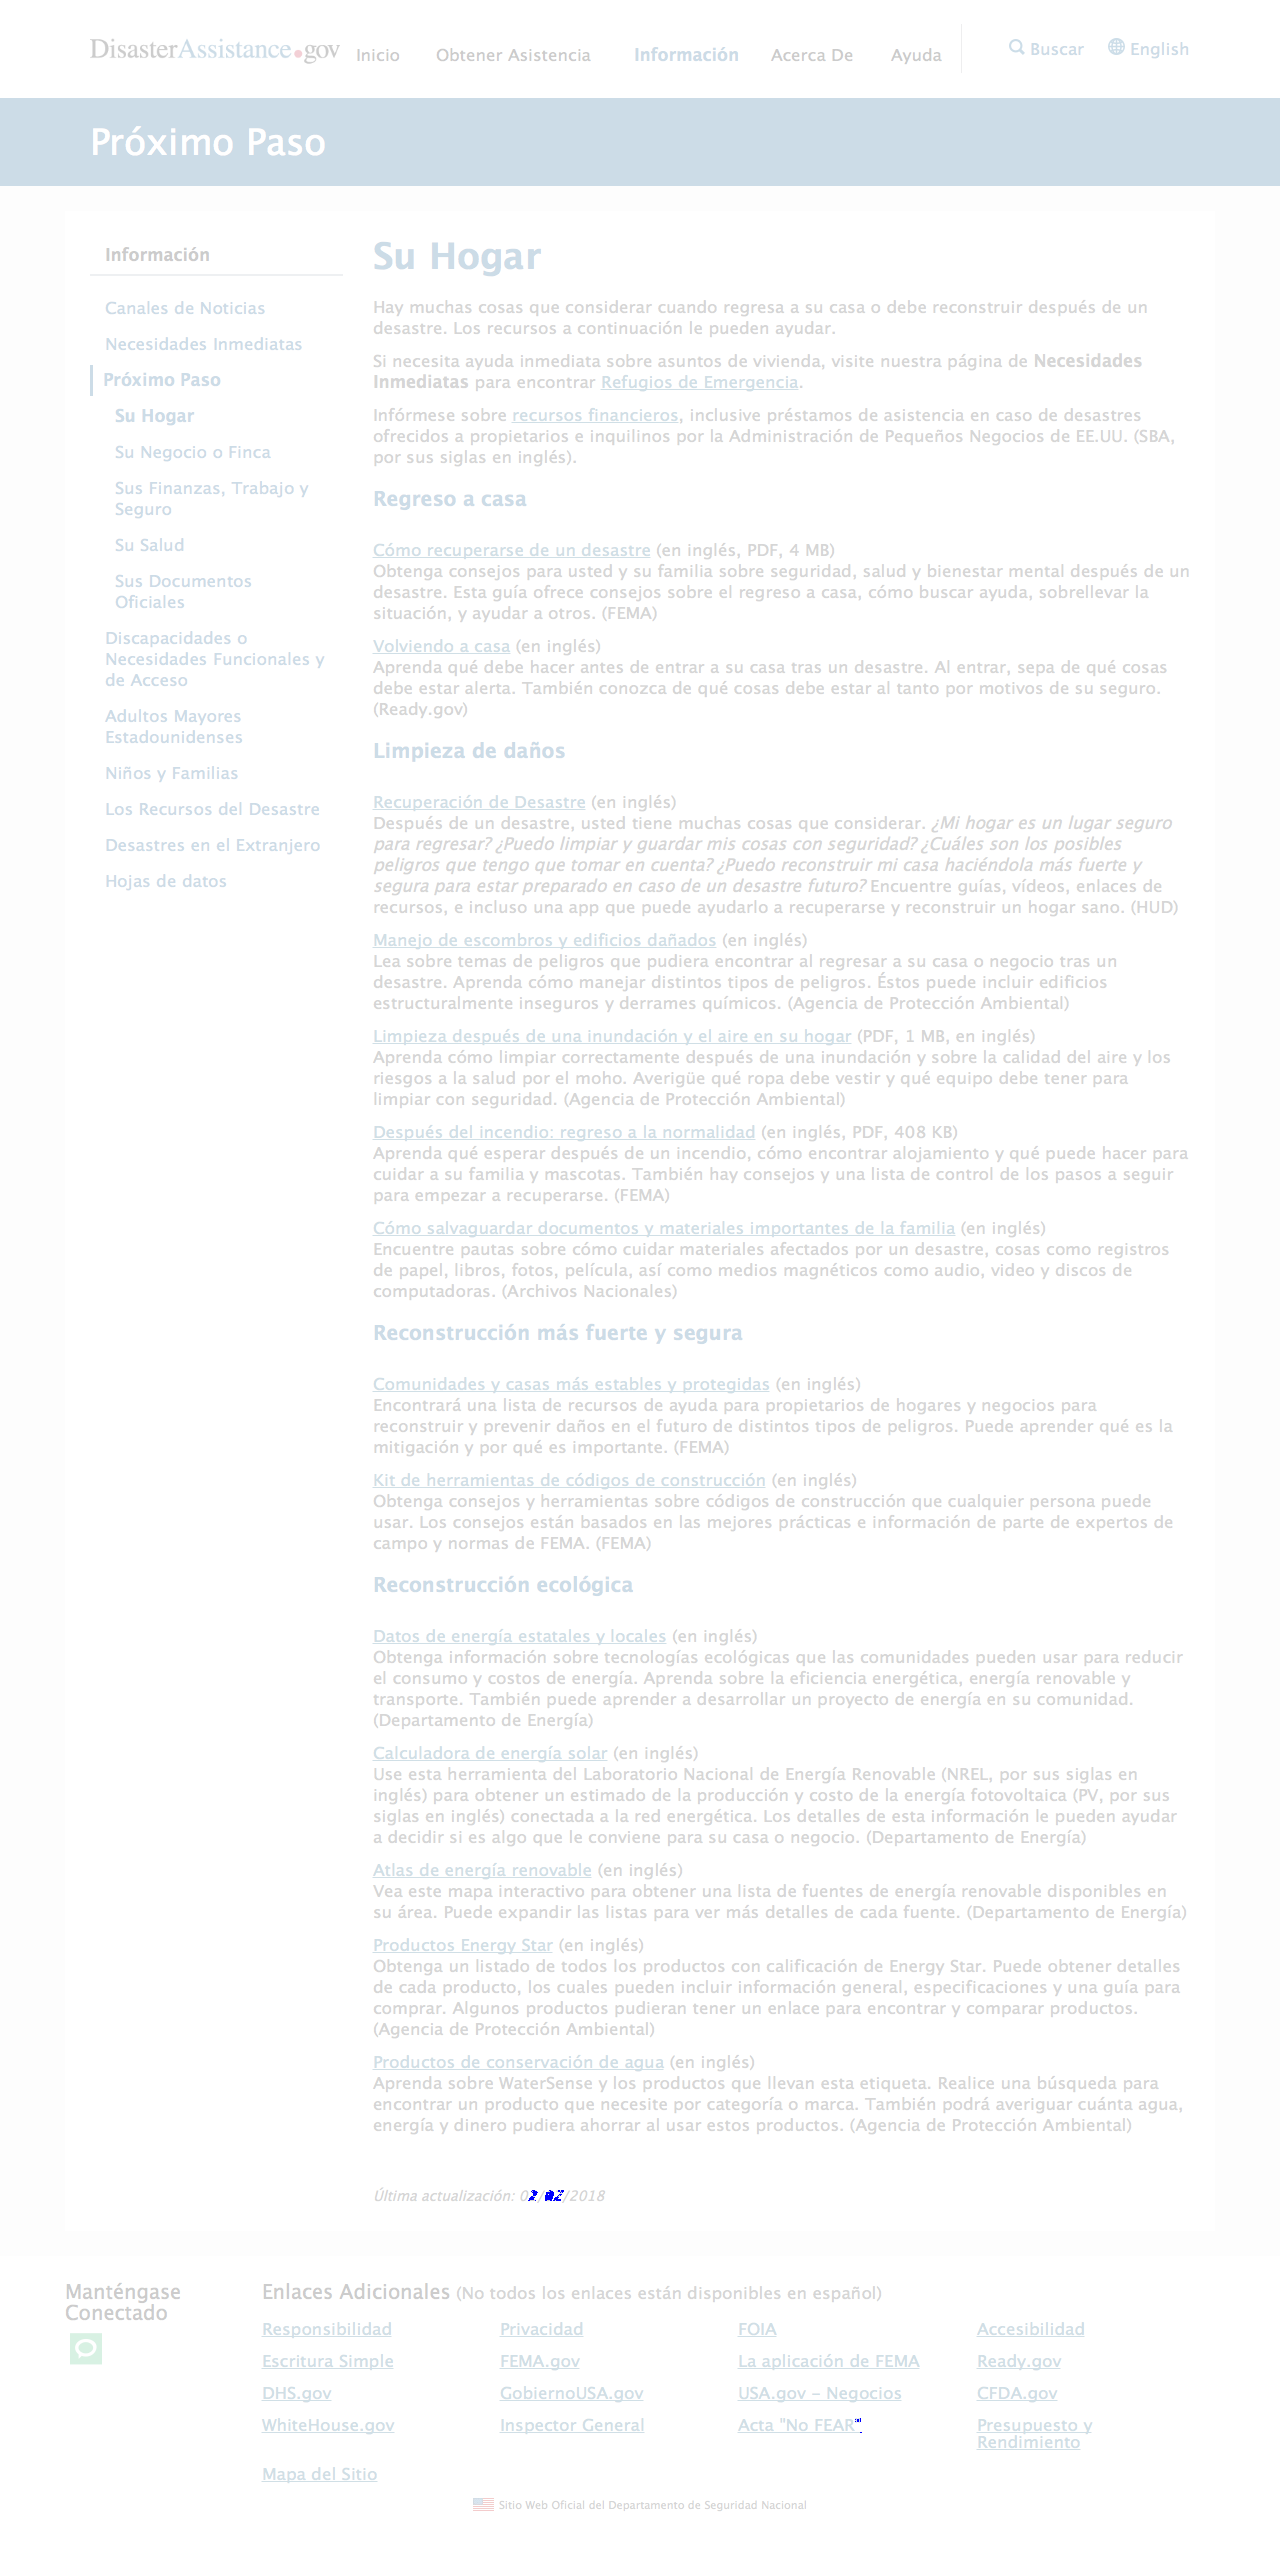 DisasterAssistance.gov Inicio Obtener Asistencia Información Acerca De Ayuda Buscar English
Próximo Paso
Información
Canales de Noticias
Necesidades Inmediatas
Próximo Paso
Su Hogar
Su Negocio o Finca
Sus Finanzas, Trabajo y
Seguro
Su Salud
Sus Documentos
Oficiales
Discapacidades o
Necesidades Funcionales y
de Acceso
Adultos Mayores
Estadounidenses
Niños y Familias
Los Recursos del Desastre
Desastres en el Extranjero
Hojas de datos
Su Hogar
Hay muchas cosas que considerar cuando regresa a su casa o debe reconstruir después de un
desastre. Los recursos a continuación le pueden ayudar.
Si necesita ayuda inmediata sobre asuntos de vivienda, visite nuestra página de Necesidades
Inmediatas para encontrar Refugios de Emergencia.
Infórmese sobre recursos financieros, inclusive préstamos de asistencia en caso de desastres
ofrecidos a propietarios e inquilinos por la Administración de Pequeños Negocios de EE.UU. (SBA,
por sus siglas en inglés).
Regreso a casa
Cómo recuperarse de un desastre (en inglés, PDF, 4 MB)
Obtenga consejos para usted y su familia sobre seguridad, salud y bienestar mental después de un
desastre. Esta guía ofrece consejos sobre el regreso a casa, cómo buscar ayuda, sobrellevar la
situación, y ayudar a otros. (FEMA)
Volviendo a casa (en inglés)
Aprenda qué debe hacer antes de entrar a su casa tras un desastre. Al entrar, sepa de qué cosas
debe estar alerta. También conozca de qué cosas debe estar al tanto por motivos de su seguro.
(Ready.gov)
Limpieza de daños
Recuperación de Desastre (en inglés)
Después de un desastre, usted tiene muchas cosas que considerar. ¿Mi hogar es un lugar seguro
para regresar? ¿Puedo limpiar y guardar mis cosas con seguridad? ¿Cuáles son los posibles
peligros que tengo que tomar en cuenta? ¿Puedo reconstruir mi casa haciéndola más fuerte y
segura para estar preparado en caso de un desastre futuro? Encuentre guías, vídeos, enlaces de
recursos, e incluso una app que puede ayudarlo a recuperarse y reconstruir un hogar sano. (HUD)
Manejo de escombros y edificios dañados (en inglés)
Lea sobre temas de peligros que pudiera encontrar al regresar a su casa o negocio tras un
desastre. Aprenda cómo manejar distintos tipos de peligros. Éstos puede incluir edificios
estructuralmente inseguros y derrames químicos. (Agencia de Protección Ambiental)
Limpieza después de una inundación y el aire en su hogar (PDF, 1 MB, en inglés)
Aprenda cómo limpiar correctamente después de una inundación y sobre la calidad del aire y los
riesgos a la salud por el moho. Averigüe qué ropa debe vestir y qué equipo debe tener para
limpiar con seguridad. (Agencia de Protección Ambiental)
Después del incendio: regreso a la normalidad (en inglés, PDF, 408 KB)
Aprenda qué esperar después de un incendio, cómo encontrar alojamiento y qué puede hacer para
cuidar a su familia y mascotas. También hay consejos y una lista de control de los pasos a seguir
para empezar a recuperarse. (FEMA)
Cómo salvaguardar documentos y materiales importantes de la familia (en inglés)
Encuentre pautas sobre cómo cuidar materiales afectados por un desastre, cosas como registros
de papel, libros, fotos, película, así como medios magnéticos como audio, video y discos de
computadoras. (Archivos Nacionales)
Reconstrucción más fuerte y segura
Comunidades y casas más estables y protegidas (en inglés)
Encontrará una lista de recursos de ayuda para propietarios de hogares y negocios para
reconstruir y prevenir daños en el futuro de distintos tipos de peligros. Puede aprender qué es la
mitigación y por qué es importante. (FEMA)
Kit de herramientas de códigos de construcción (en inglés)
Obtenga consejos y herramientas sobre códigos de construcción que cualquier persona puede
usar. Los consejos están basados en las mejores prácticas e información de parte de expertos de
campo y normas de FEMA. (FEMA)
Reconstrucción ecológica
Datos de energía estatales y locales (en inglés)
Obtenga información sobre tecnologías ecológicas que las comunidades pueden usar para reducir
el consumo y costos de energía. Aprenda sobre la eficiencia energética, energía renovable y
transporte. También puede aprender a desarrollar un proyecto de energía en su comunidad.
(Departamento de Energía)
Calculadora de energía solar (en inglés)
Use esta herramienta del Laboratorio Nacional de Energía Renovable (NREL, por sus siglas en
inglés) para obtener un estimado de la producción y costo de la energía fotovoltaica (PV, por sus
siglas en inglés) conectada a la red energética. Los detalles de esta información le pueden ayudar
a decidir si es algo que le conviene para su casa o negocio. (Departamento de Energía)
Atlas de energía renovable (en inglés)
Vea este mapa interactivo para obtener una lista de fuentes de energía renovable disponibles en
su área. Puede expandir las listas para ver más detalles de cada fuente. (Departamento de Energía)
Productos Energy Star (en inglés)
Obtenga un listado de todos los productos con calificación de Energy Star. Puede obtener detalles
de cada producto, los cuales pueden incluir información general, especificaciones y una guía para
comprar. Algunos productos pudieran tener un enlace para encontrar y comparar productos.
(Agencia de Protección Ambiental)
Productos de conservación de agua (en inglés)
Aprenda sobre WaterSense y los productos que llevan esta etiqueta. Realice una búsqueda para
encontrar un producto que necesite por categoría o marca. También podrá averiguar cuánta agua,
energía y dinero pudiera ahorrar al usar estos productos. (Agencia de Protección Ambiental)
Última actualización:
Manténgase
Conectado
Enlaces Adicionales (No todos los enlaces están disponibles en español)
Responsibilidad Privacidad FOIA Accesibilidad
Escritura Simple FEMA.gov La aplicación de FEMA Ready.gov
DHS.gov GobiernoUSA.gov USA.gov – Negocios CFDA.gov
WhiteHouse.gov Inspector General Acta "No FEAR" Presupuesto y
Rendimiento
Mapa del Sitio
Sitio Web Oficial del Departamento de Seguridad Nacional